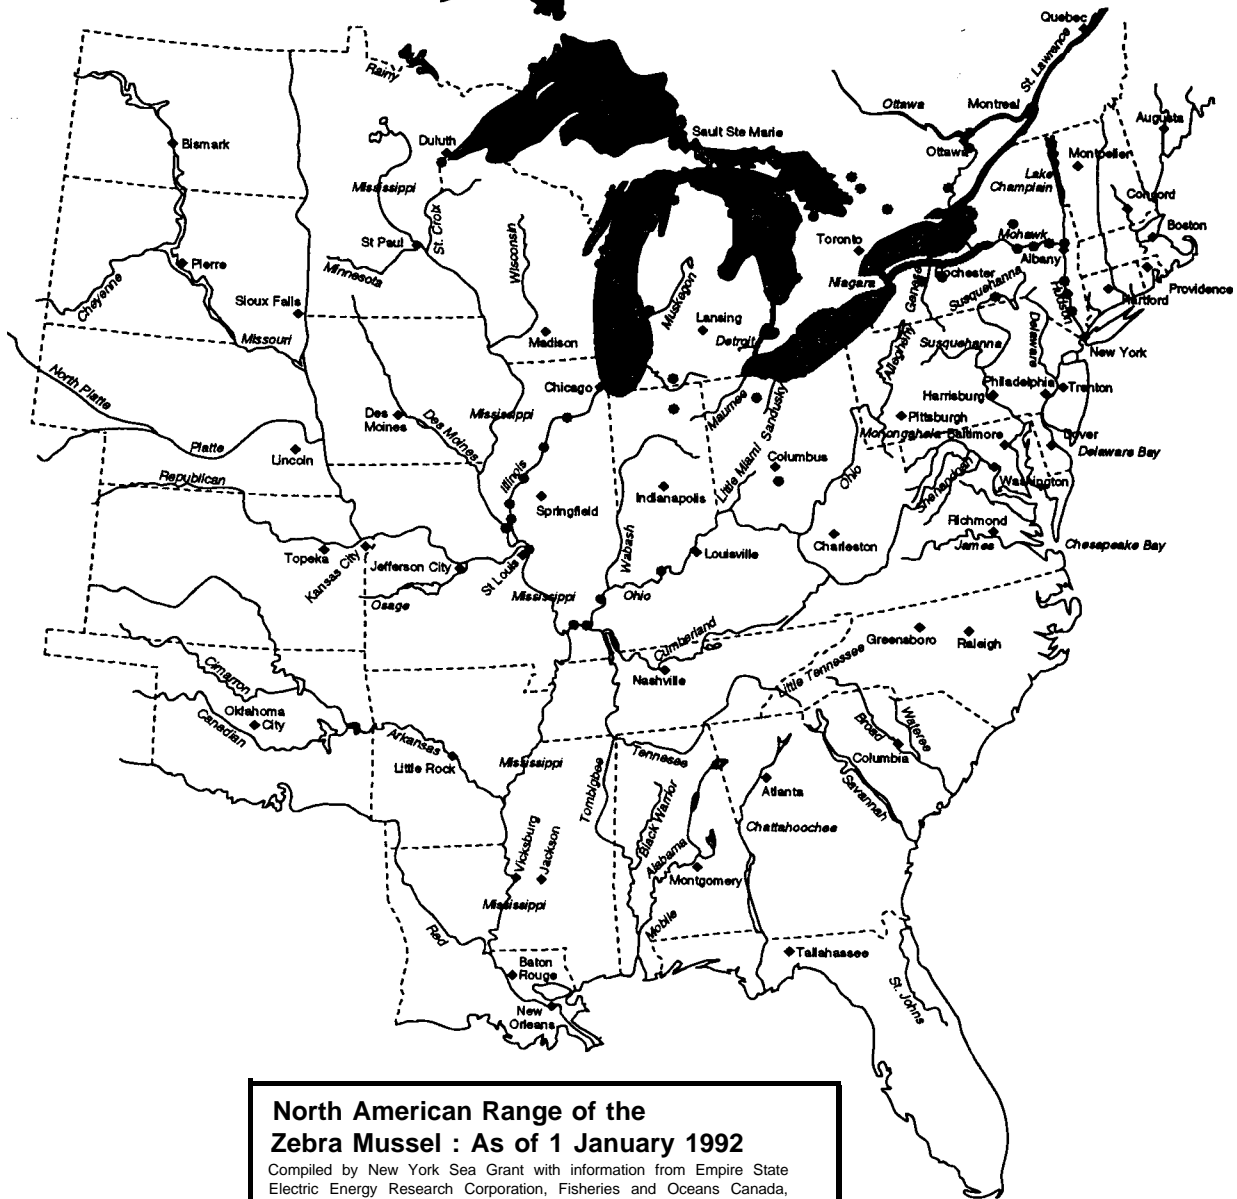 Quebec
St. Lawrence
Rainy
Ottawa
Montreal
Augusta
Sault Ste Marie
Bismark
Duluth
Ottawa
Montpelier
Lake
Champlain
Mississippi
Concord
St. Croix
Wisconsin
Boston
St Paul
Toronto
Mohawk
Albany
Minnesota
Pierre
Niagara
Rochester
Genesee
Susquehanna
Hudson
Hartford
Providence
Cheyenne
Sioux Falls
Muskegon
Lansing
Missouri
Madison
Detroit
Allegheny
Susquehanna
Delaware
New York
North Platte
Chicago
Maumee
Sandusky
Philadelphia
Trenton
Harrisburg
Des
Moines
Des Moines
Mississippi
Pittsburgh
Monongahela
Baltimore
Dover
Delaware Bay
Platte
Lincoln
Republican
Illinois
Columbus
Little Miami
Ohio
Shenandoah
Washington
Springfield
Indianapolis
Richmond
James
Chesapeake Bay
Topeka
Kansas City
Jefferson City
St Louis
Wabash
Louisville
Charleston
Osage
Mississippi
Ohio
Cumberland
Greensboro
Raleigh
Cimarron
Nashville
Little Tennessee
Canadian
Oklahoma
City
Arkansas
Little Rock
Mississippi
Tombigbee
Tennesee
Broad
Wateree
Columbia
Savannah
Atlanta
Black Warrior
Alabama
Chattahoochee
Vicksburg
Jackson
Montgomery
Mississippi
Red
Mobile
Baton
Rouge
Tallahassee
St. Johns
New
Orleans
North American Range of the
Zebra Mussel : As of 1 January 1992
Compiled by New York Sea Grant with information from Empire State
Electric Energy Research Corporation, Fisheries and Oceans Canada,